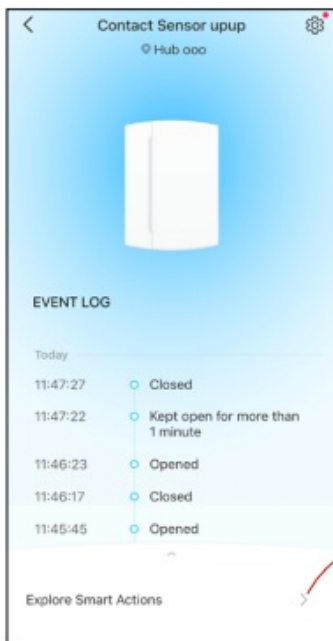 Contact Sensor upup
Hub ooo
EVENT LOG
Today
11:47:27 Closed
11:47:22 Kept open for more than
1 minute
11:46:23 Opened
11:46:17 Closed
11:45:45 Opened
Explore Smart Actions